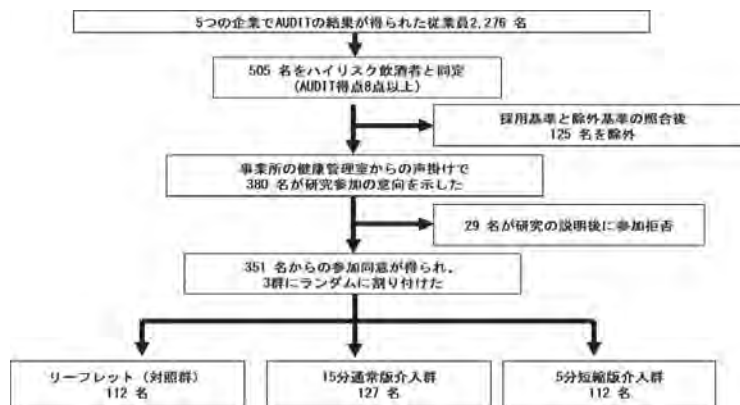 5つの企業でAUDITの結果が得られた従業員2,276 名
505 名をハイリスク飲酒者と同定
(AUDIT得点8点以上)
採用基準と除外基準の照合後
125 名を除外
事業所の健康管理室からの声掛けで
380 名が研究参加の意向を示した
29 名が研究の説明後に参加拒否
351 名からの参加同意が得られ、
3群にランダムに割り付けた
リーフレット（対照群）
112 名
15分通常版介入群
127 名
5分短縮版介入群
112 名